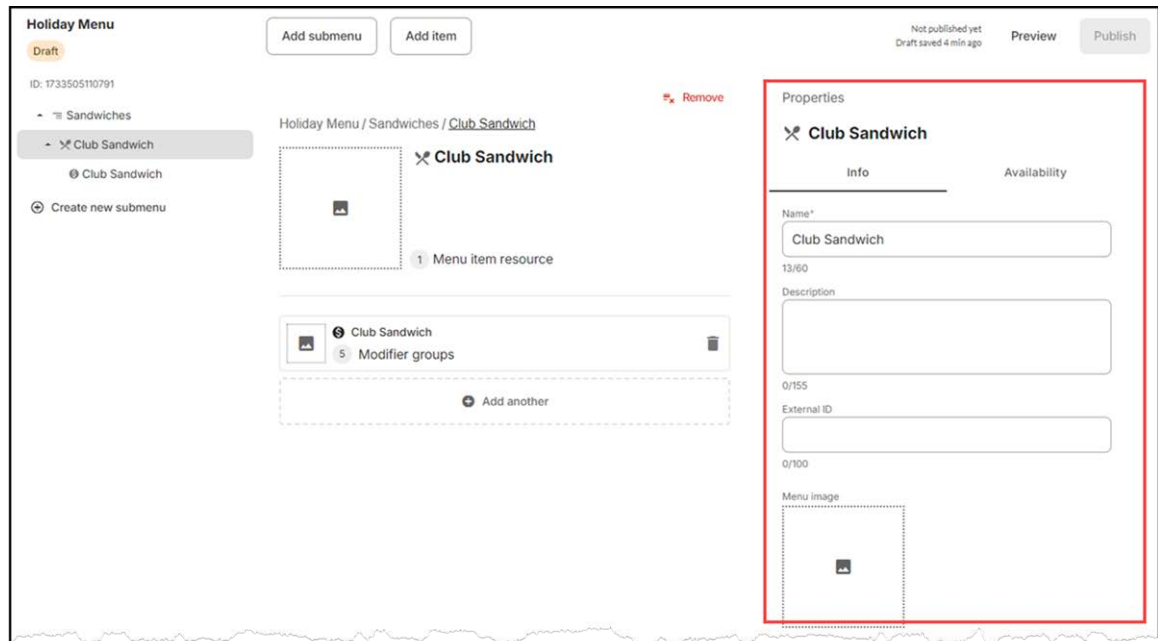 Holiday Menu
Draft
ID: 1733505110791
Sandwiches
Club Sandwich
Club Sandwich
Create new submenu
Add submenu
Add item
Not published yet
Draft saved 4 min ago
Preview
Publish
Remove
Holiday Menu / Sandwiches / Club Sandwich
Club Sandwich
1 Menu item resource
Club Sandwich
5 Modifier groups
Add another
Properties
Club Sandwich
Info
Availability
Name*
Club Sandwich
13/60
Description
0/155
External ID
0/100
Menu image